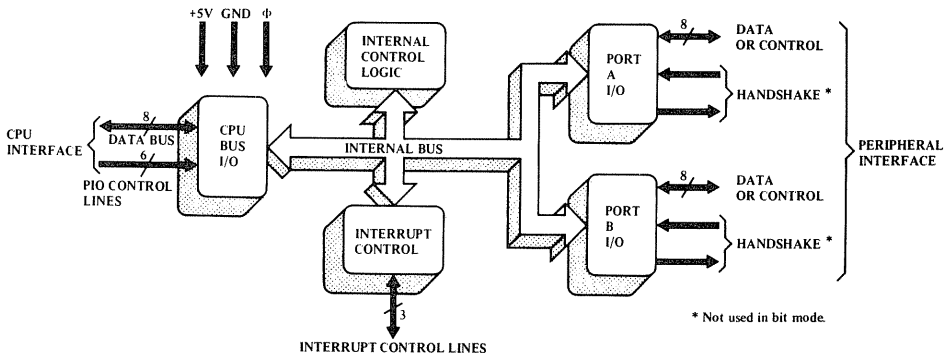 +5V GND Φ
INTERNAL
CONTROL
LOGIC
PORT
A
I/O
8
DATA
OR CONTROL
HANDSHAKE *
CPU
INTERFACE
8
DATA BUS
6
PIO CONTROL
LINES
CPU
BUS
I/O
INTERNAL BUS
PERIPHERAL
INTERFACE
INTERRUPT
CONTROL
PORT
B
I/O
8
DATA
OR CONTROL
HANDSHAKE *
3
INTERRUPT CONTROL LINES
* Not used in bit mode.